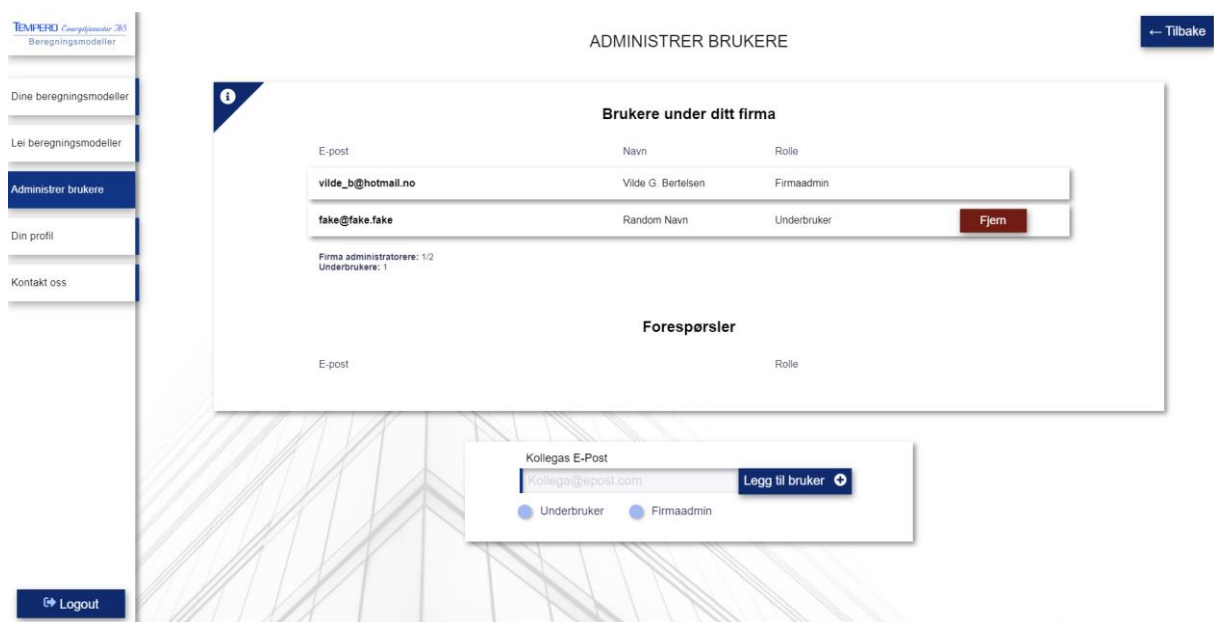 TEMPERO Energitjenester AS
Beregningsmodeller
ADMINISTRER BRUKERE
← Tilbake
Dine beregningsmodeller
Lei beregningsmodeller
Administrer brukere
Din profil
Kontakt oss
Logout
Brukere under ditt firma
E-post Navn Rolle
vilde_b@hotmail.no Vilde G. Bertelsen Firmaadmin
fake@fake.fake Random Navn Underbruker Fjern
Firma administratorere: 1/2
Underbrukere: 1
Forespørsler
E-post Rolle
Kollegas E-Post
Kollega@epost.com Legg til bruker
Underbruker Firmaadmin